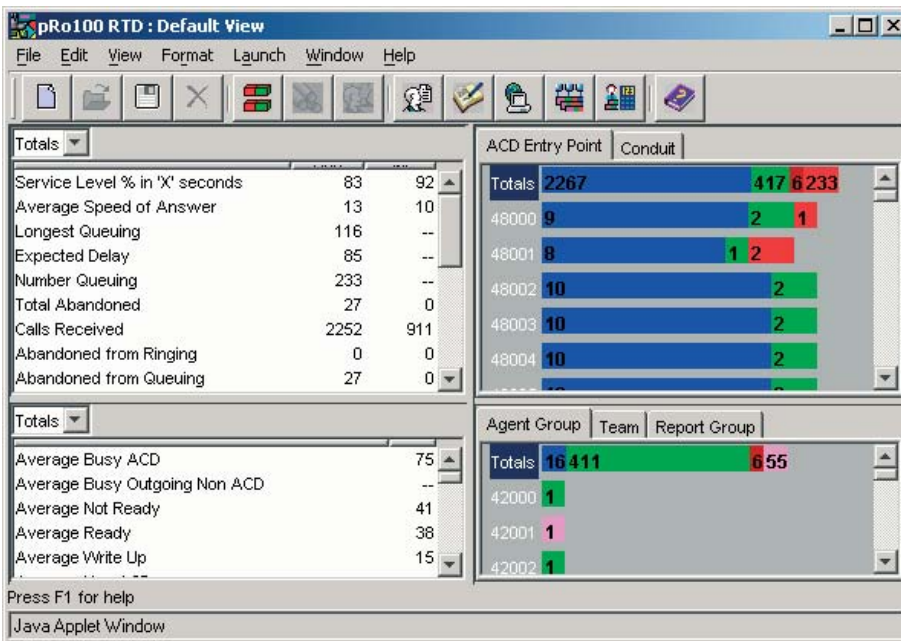 pRo100 RTD : Default View
File Edit View Format Launch Window Help
Totals
Service Level % in 'X' seconds 83 92
Average Speed of Answer 13 10
Longest Queuing 116 --
Expected Delay 85 --
Number Queuing 233 --
Total Abandoned 27 0
Calls Received 2252 911
Abandoned from Ringing 0 0
Abandoned from Queuing 27 0
ACD Entry Point Conduit
Totals 2267 417 6 233
48000 9 2 1
48001 8 1 2
48002 10 2
48003 10 2
48004 10 2
Totals
Average Busy ACD 75
Average Busy Outgoing Non ACD --
Average Not Ready 41
Average Ready 38
Average Write Up 15
Agent Group Team Report Group
Totals 16 411 6 55
42000 1
42001 1
42002 1
Press F1 for help
Java Applet Window